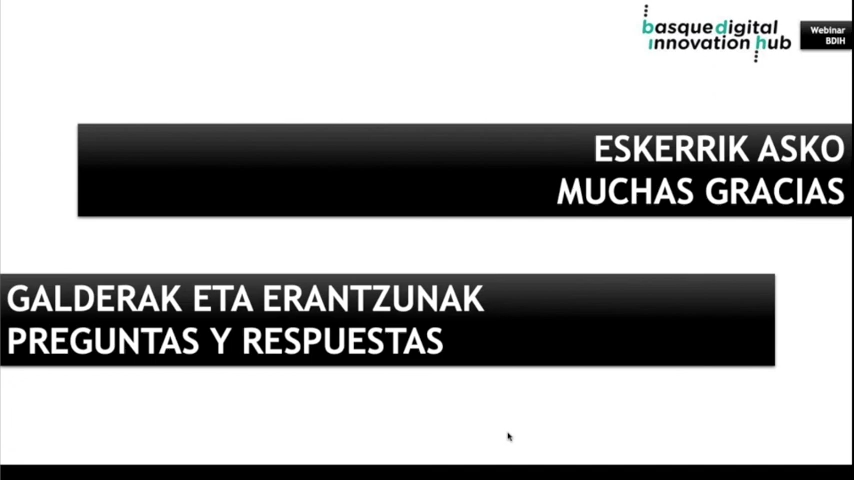 basque digital
innovation hub
Webinar
BDIH
ESKERRIK ASKO
MUCHAS GRACIAS
GALDERAK ETA ERANTZUNAK
PREGUNTAS Y RESPUESTAS